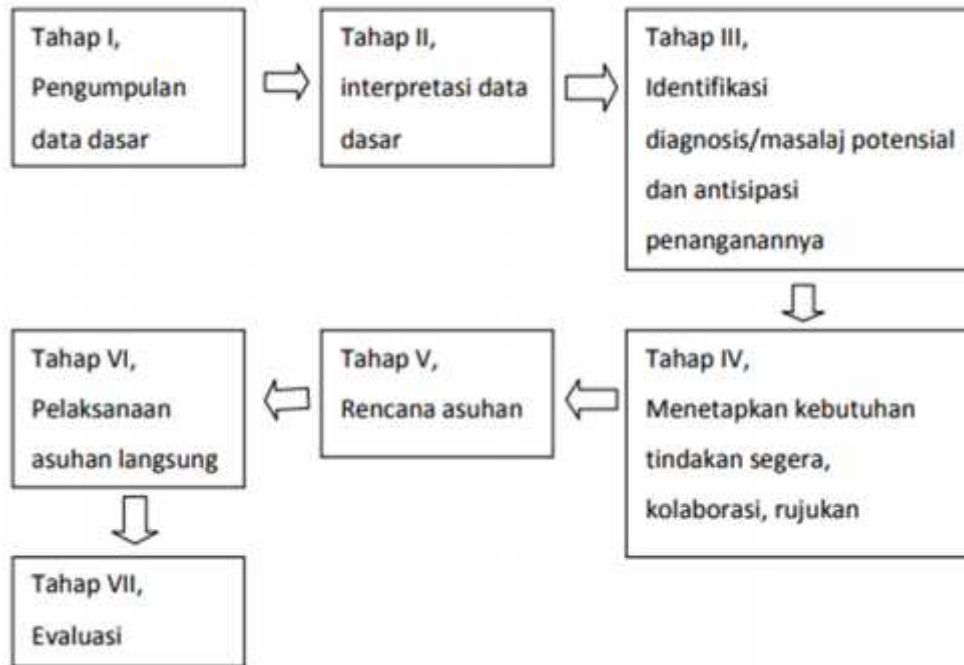 Tahap I,
Pengumpulan
data dasar
Tahap II,
interpretasi data
dasar
Tahap III,
Identifikasi
diagnosis/masalaj potensial
dan antisipasi
penanganannya
Tahap IV,
Menetapkan kebutuhan
tindakan segera,
kolaborasi, rujukan
Tahap V,
Rencana asuhan
Tahap VI,
Pelaksanaan
asuhan langsung
Tahap VII,
Evaluasi